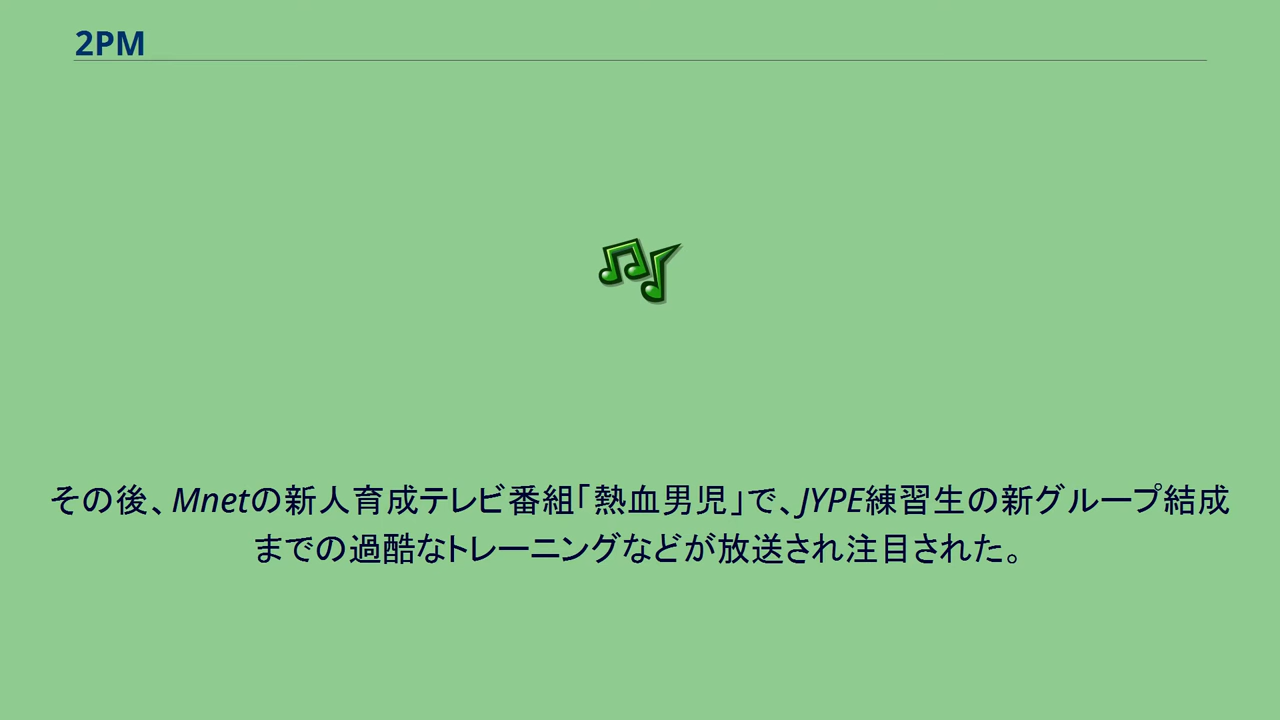 2PM
その後、Mnetの新人育成テレビ番組「熱血男児」で、JYPE練習生の新グループ結成
までの過酷なトレーニングなどが放送され注目された。